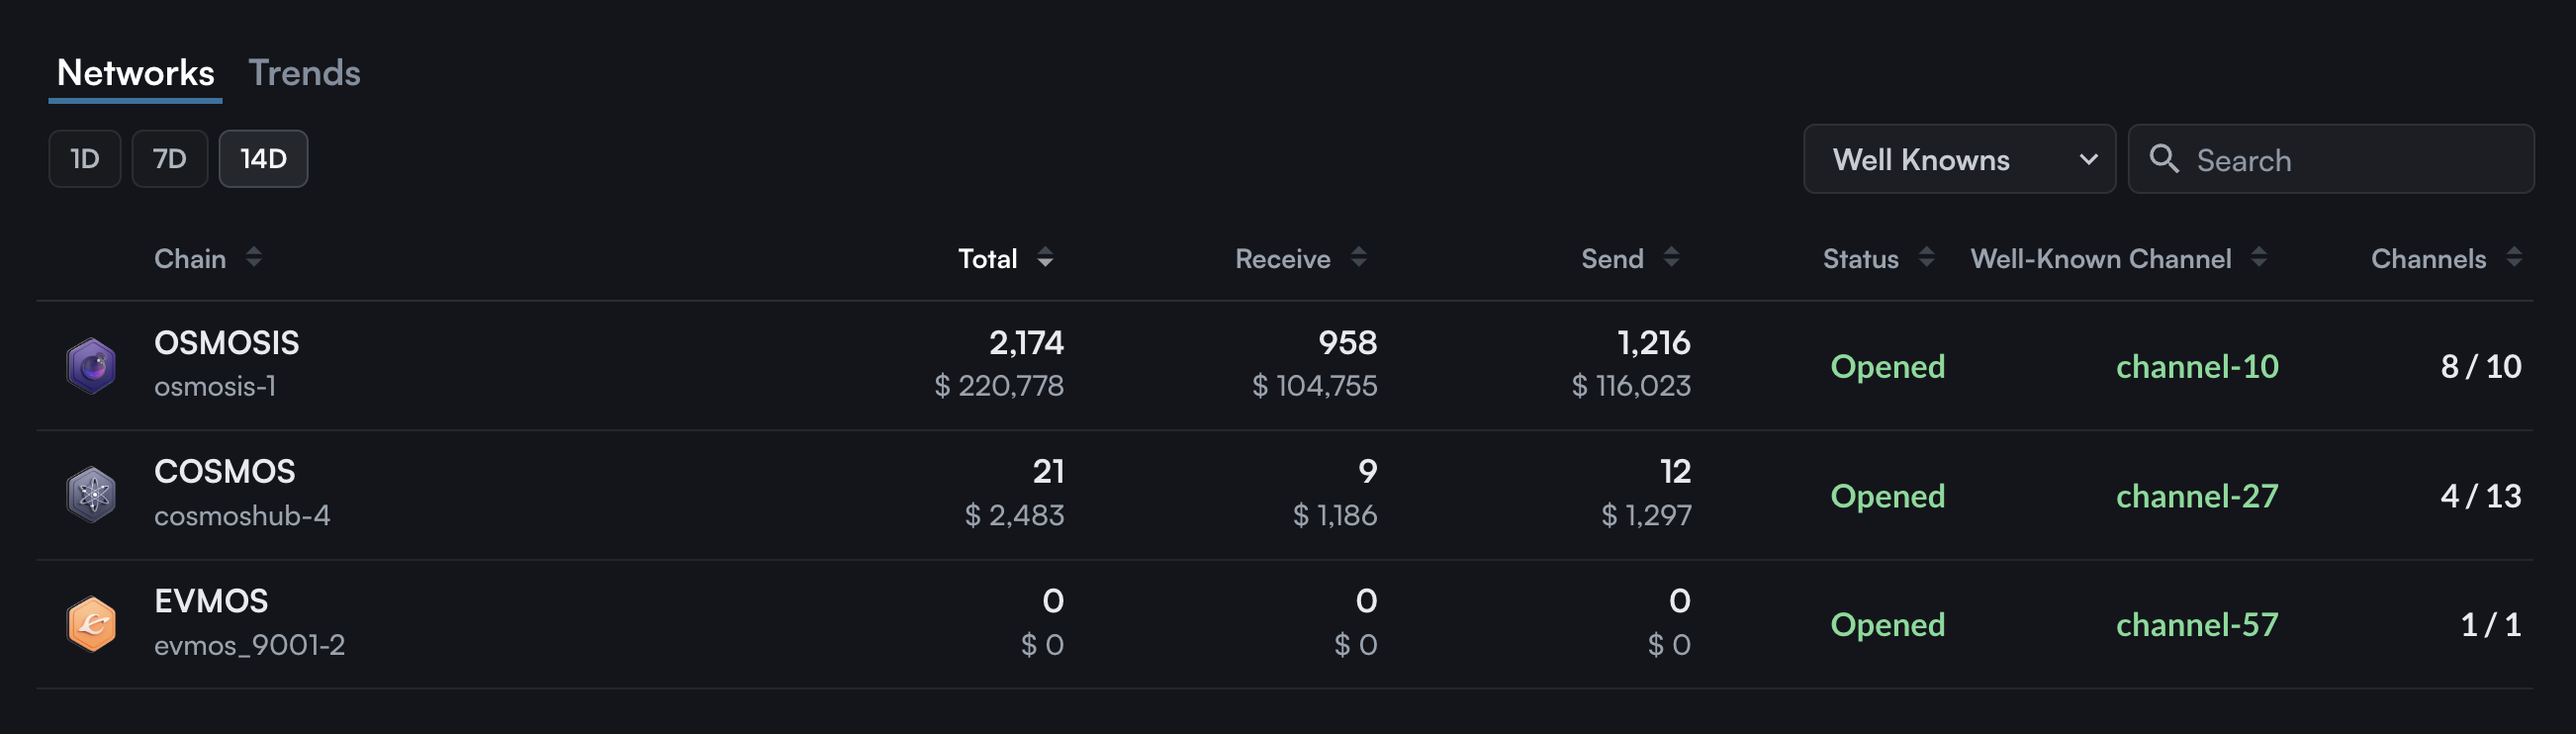 Networks Trends
1D 7D 14D Well Knowns Search
Chain Total Receive Send Status Well-Known Channel Channels
OSMOSIS 2,174 958 1,216 Opened channel-10 8 / 10
osmosis-1 $ 220,778 $ 104,755 $ 116,023
COSMOS 21 9 12 Opened channel-27 4 / 13
cosmoshub-4 $ 2,483 $ 1,186 $ 1,297
EVMOS 0 0 0 Opened channel-57 1 / 1
evmos_9001-2 $ 0 $ 0 $ 0